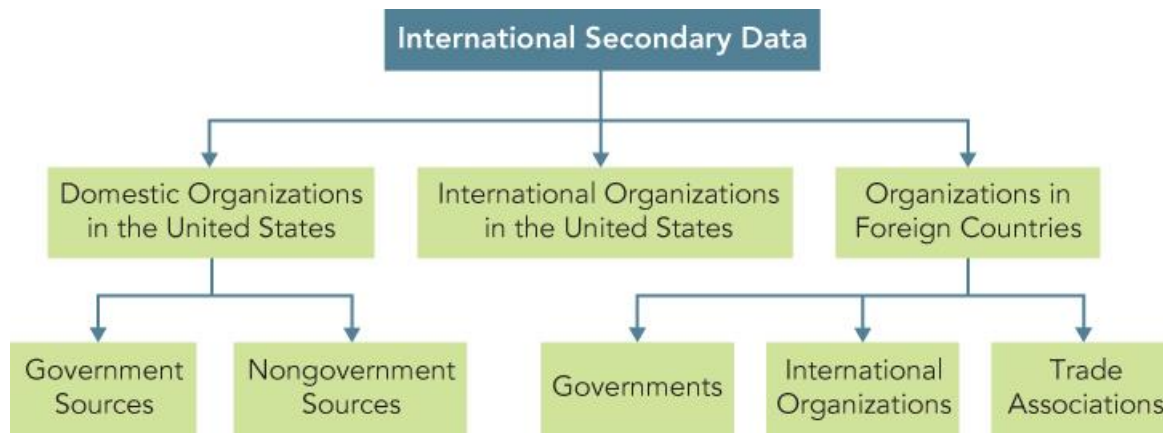 International Secondary Data
Domestic Organizations
in the United States
International Organizations
in the United States
Organizations in
Foreign Countries
Government
Sources
Nongovernment
Sources
Governments
International
Organizations
Trade
Associations